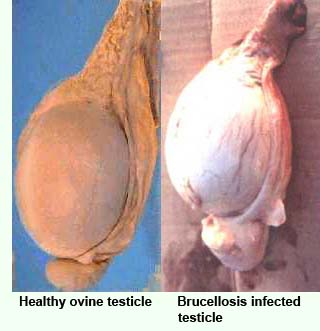 Healthy ovine testicle
Brucellosis infected
testicle